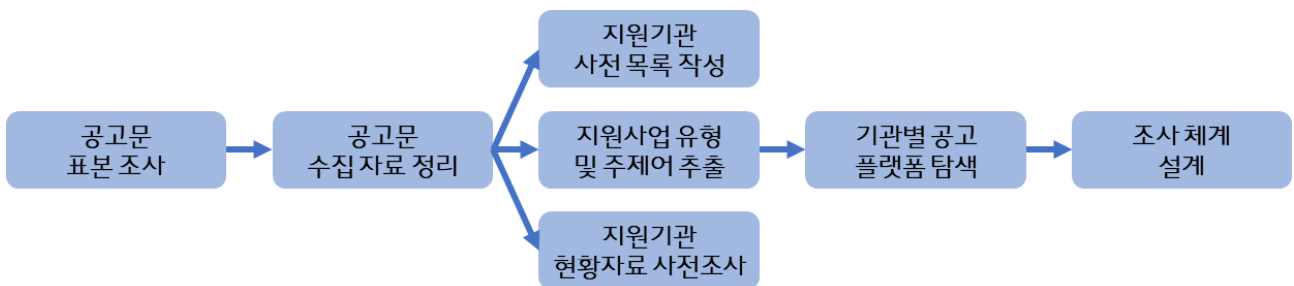 공고문
표본 조사
공고문
수집 자료 정리
지원기관
사전 목록 작성
지원사업 유형
및 주제어 추출
지원기관
현황자료 사전조사
기관별 공고
플랫폼 탐색
조사 체계
설계